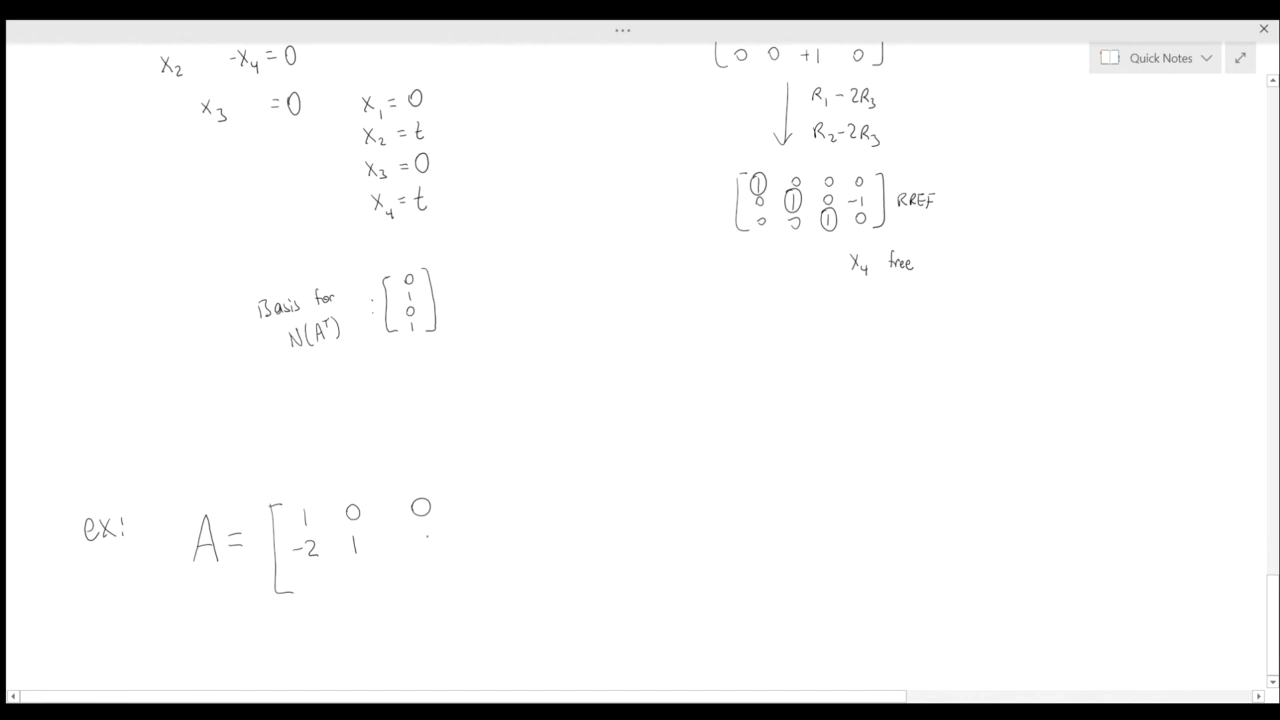 Quick Notes
x₂ -x₄ = 0
x₃ = 0
x₁ = 0
x₂ = t
x₃ = 0
x₄ = t
Basis for N(Aᵀ) : [0 1 0 1]
[0 0 +1 0]
R₁ - 2R₃
R₂ - 2R₃
[1 0 0 0
0 1 0 -1
0 0 1 0] RREF
x₄ free
ex: A = [1 0 0
-2 1